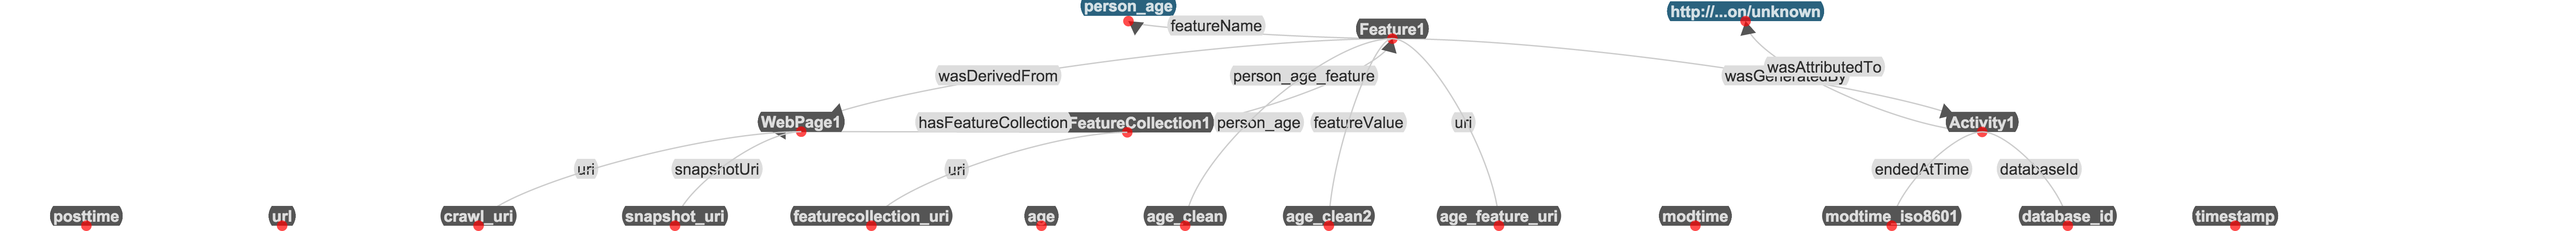 person_age
http://...on/unknown
featureName
Feature1
wasDerivedFrom
person_age_feature
wasAttributedTo
wasGeneratedBy
WebPage1
hasFeatureCollection
FeatureCollection1
person_age
featureValue
uri
Activity1
uri
snapshotUri
uri
endedAtTime
databaseId
posttime
url
crawl_uri
snapshot_uri
featurecollection_uri
age
age_clean
age_clean2
age_feature_uri
modtime
modtime_iso8601
database_id
timestamp